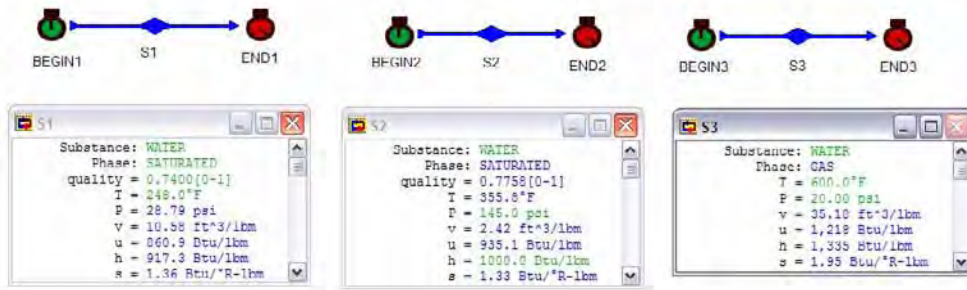 BEGIN1 S1 END1
BEGIN2 S2 END2
BEGIN3 S3 END3
S1
Substance: WATER
Phase: SATURATED
quality = 0.7400[0-1]
T = 248.0°F
P = 28.79 psi
v = 10.58 ft^3/lbm
u = 860.9 Btu/lbm
h = 917.3 Btu/lbm
s = 1.36 Btu/°R-lbm
S2
Substance: WATER
Phase: SATURATED
quality = 0.7758[0-1]
T = 355.8°F
P = 145.0 psi
v = 2.42 ft^3/lbm
u = 935.1 Btu/lbm
h = 1000.0 Btu/lbm
s = 1.33 Btu/°R-lbm
S3
Substance: WATER
Phase: GAS
T = 600.0°F
P = 20.00 psi
v = 35.18 ft^3/lbm
u = 1,218 Btu/lbm
h = 1,335 Btu/lbm
s = 1.95 Btu/°R-lbm